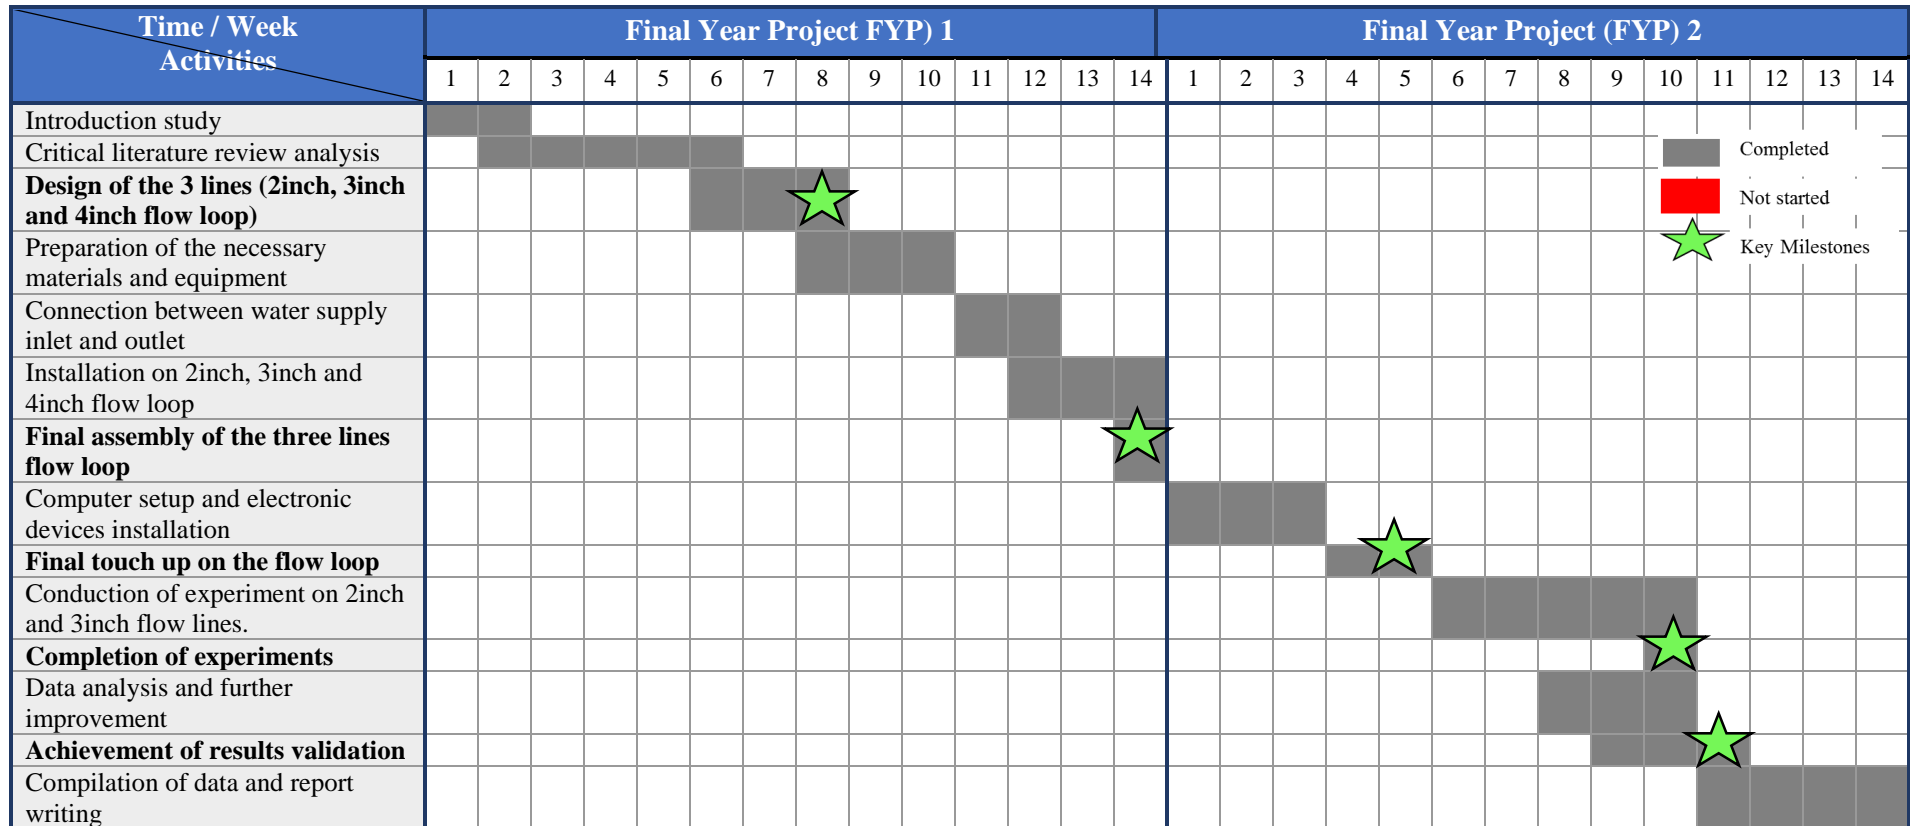 Time / Week
Activities
Final Year Project FYP) 1
Final Year Project (FYP) 2
1 2 3 4 5 6 7 8 9 10 11 12 13 14 1 2 3 4 5 6 7 8 9 10 11 12 13 14
Introduction study
Critical literature review analysis
Design of the 3 lines (2inch, 3inch
and 4inch flow loop)
Preparation of the necessary
materials and equipment
Connection between water supply
inlet and outlet
Installation on 2inch, 3inch and
4inch flow loop
Final assembly of the three lines
flow loop
Computer setup and electronic
devices installation
Final touch up on the flow loop
Conduction of experiment on 2inch
and 3inch flow lines.
Completion of experiments
Data analysis and further
improvement
Achievement of results validation
Compilation of data and report
writing
Completed
Not started
Key Milestones